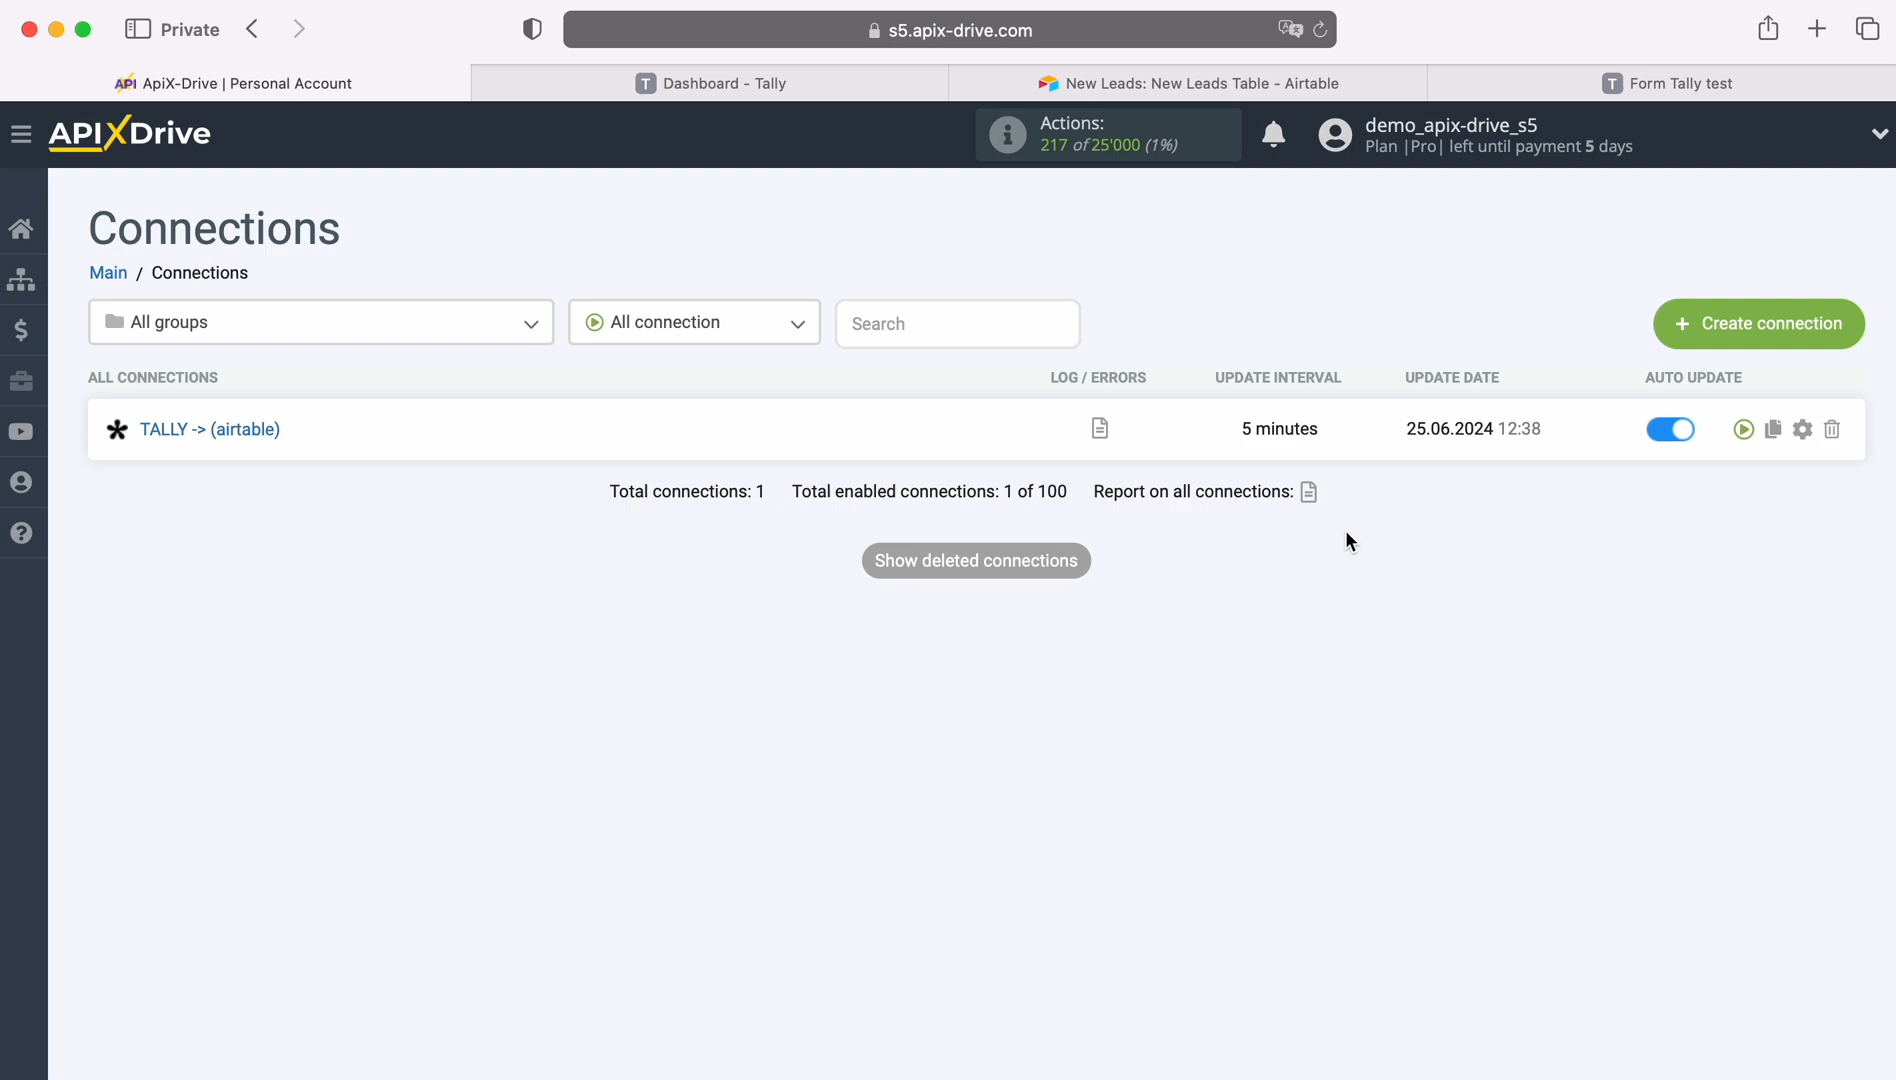 Private
s5.apix-drive.com
API ApiX-Drive | Personal Account
T Dashboard - Tally
New Leads: New Leads Table - Airtable
T Form Tally test
APIXDrive
Actions:
217 of 25'000 (1%)
demo_apix-drive_s5
Plan |Pro| left until payment 5 days
Connections
Main / Connections
All groups
All connection
Search
+ Create connection
ALL CONNECTIONS
LOG / ERRORS
UPDATE INTERVAL
UPDATE DATE
AUTO UPDATE
TALLY -> (airtable)
5 minutes
25.06.2024 12:38
Total connections: 1
Total enabled connections: 1 of 100
Report on all connections:
Show deleted connections